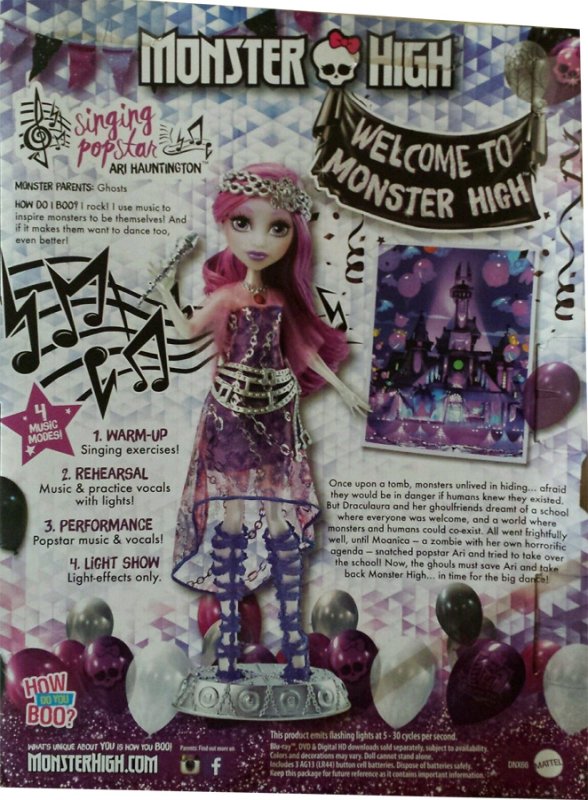 MONSTER HIGH
singing
popstar
ARI HAUNTINGTON
MONSTER PARENTS: Ghosts
HOW DO I BOO? I rock! I use music to
inspire monsters to be themselves! And
if it makes them want to dance too,
even better!
WELCOME TO
MONSTER HIGH
4
MUSIC
MODES!
1. WARM-UP
Singing exercises!
2. REHEARSAL
Music & practice vocals
with lights!
3. PERFORMANCE
Popstar music & vocals!
4. LIGHT SHOW
Light-effects only.
Once upon a tomb, monsters unlived in hiding... afraid
they would be in danger if humans knew they existed.
But Draculaura and her ghoulfriends dreamt of a school
where everyone was welcome, and a world where
monsters and humans could co-exist. All went frightfully
well, until Moanica – a zombie with her own horrorific
agenda – snatched popstar Ari and tried to take over
the school! Now, the ghouls must save Ari and take
back Monster High... in time for the big dance!
HOW
DO YOU
BOO?
WHAT'S UNIQUE ABOUT YOU IS HOW YOU BOO!
MONSTERHIGH.COM
Parents: Find out more on
f
This product emits flashing lights at 5 - 30 cycles per second.
Blu-ray™, DVD & Digital HD downloads sold separately, subject to availability.
Colors and decorations may vary. Doll cannot stand alone.
Includes 3 AG13 (LR44) button cell batteries. Dispose of batteries safely.
Keep this package for future reference as it contains important information.
DNX66
MATTEL